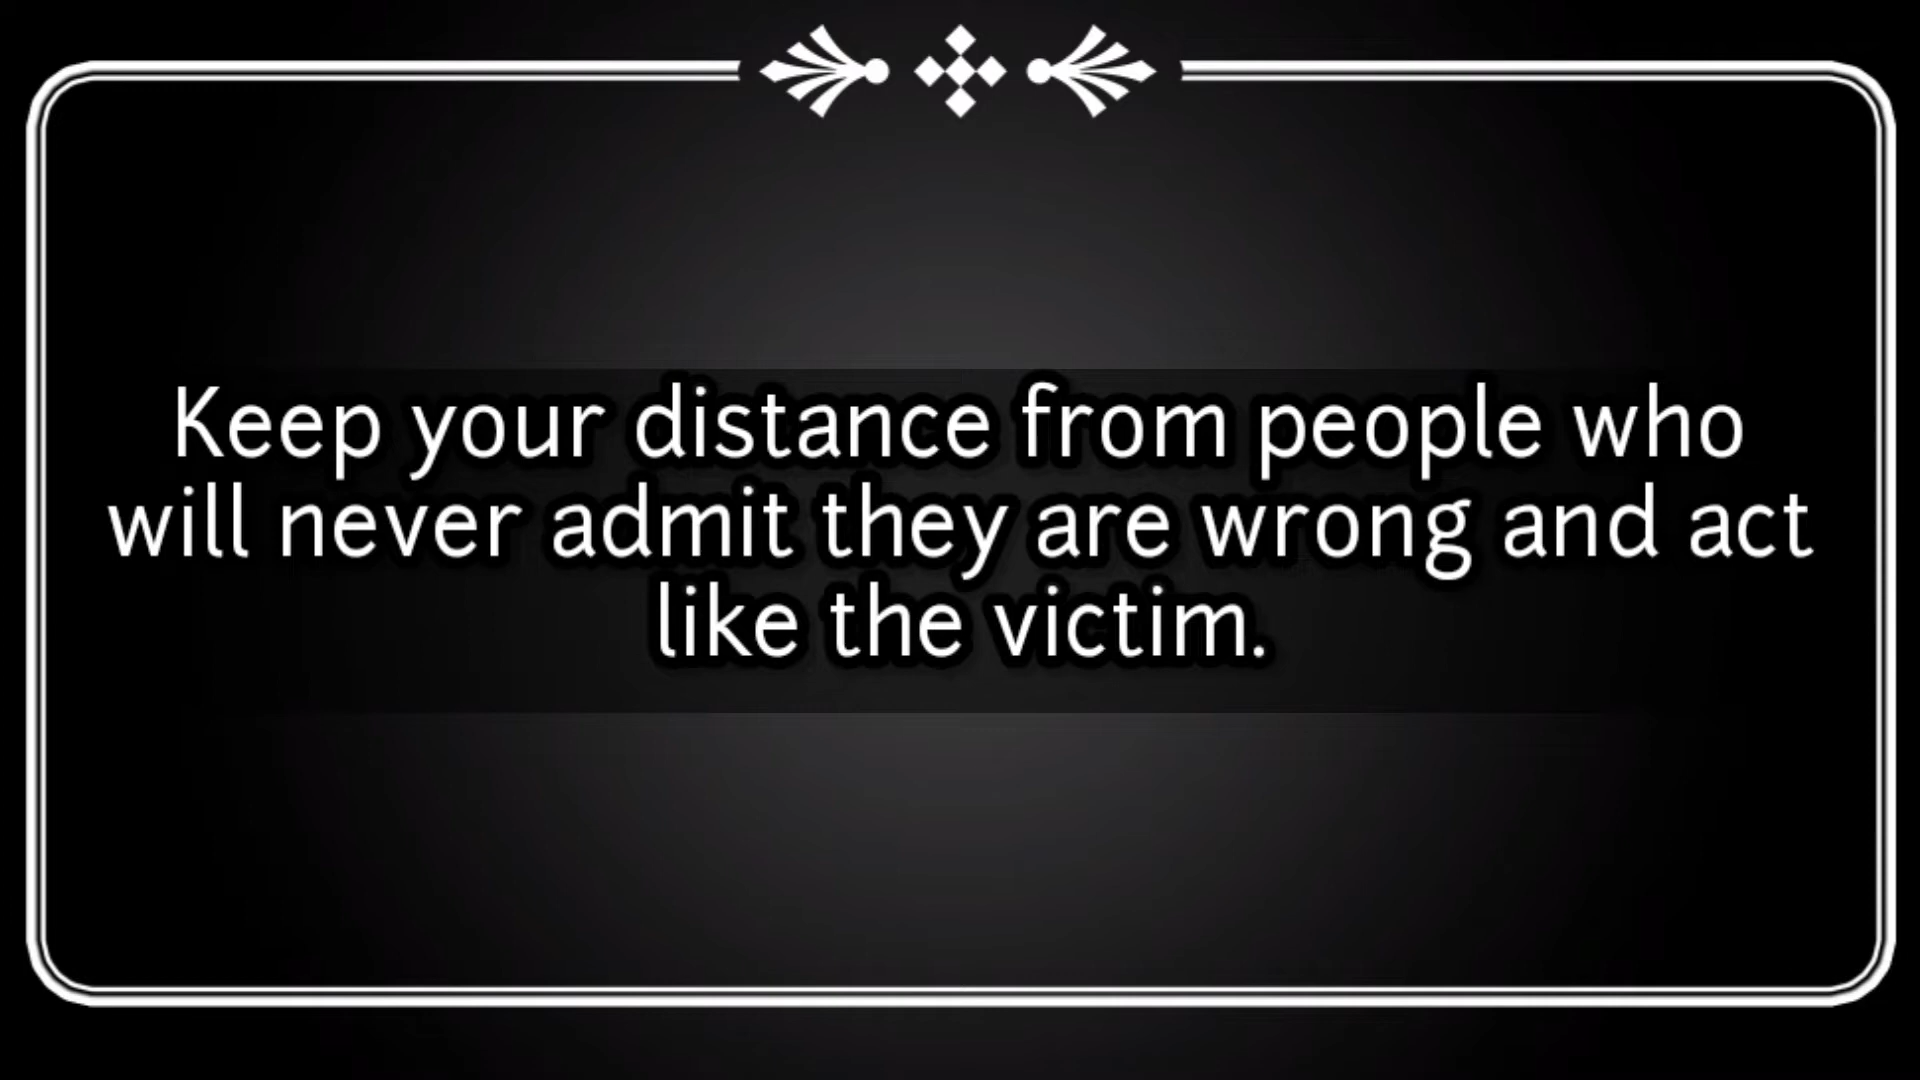 Keep your distance from people who
will never admit they are wrong and act
like the victim.